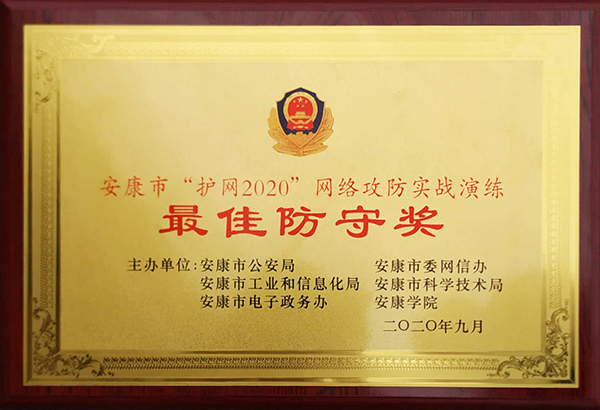 安康市“护网2020”网络攻防实战演练
最佳防守奖
主办单位:安康市公安局 安康市委网信办
安康市工业和信息化局 安康市科学技术局
安康市电子政务办 安康学院
二〇二〇年九月